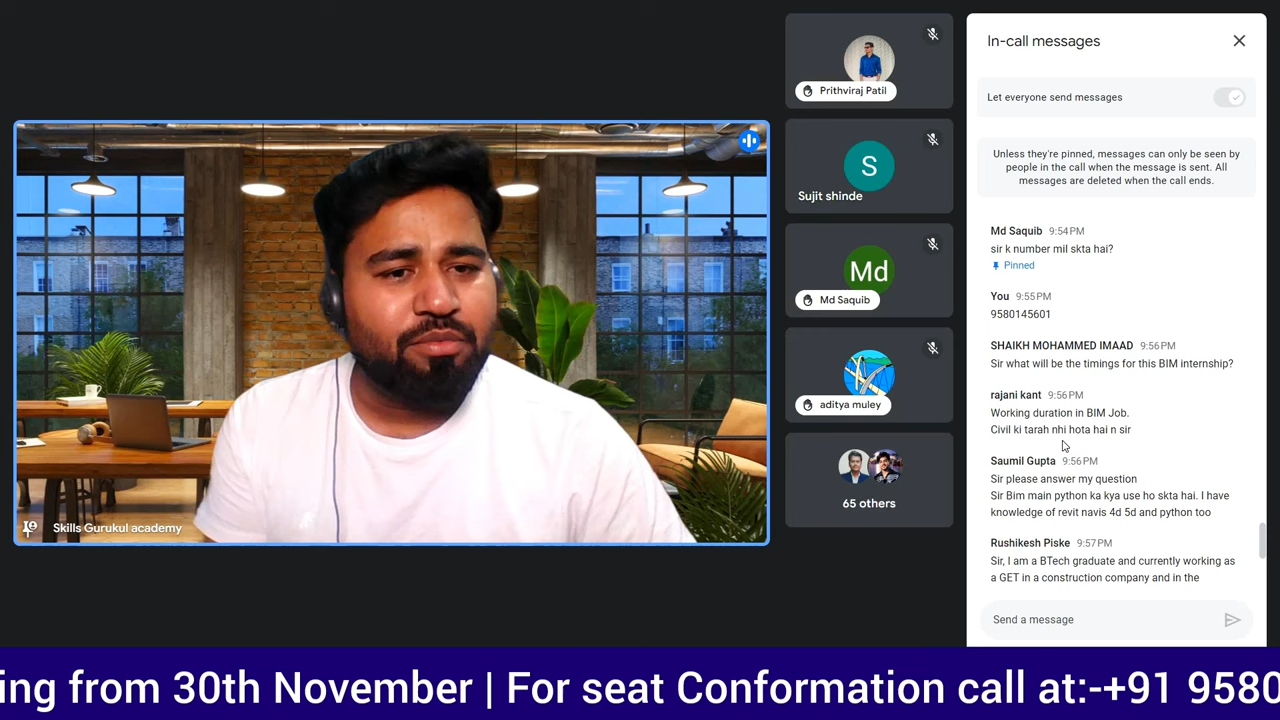 Prithviraj Patil
S
Sujit shinde
Md
Md Saquib
aditya muley
65 others
Skills Gurukul academy
In-call messages
Let everyone send messages
Unless they're pinned, messages can only be seen by
people in the call when the message is sent. All
messages are deleted when the call ends.
Md Saquib 9:54 PM
sir k number mil skta hai?
Pinned
You 9:55 PM
9580145601
SHAIKH MOHAMMED IMAAD 9:56 PM
Sir what will be the timings for this BIM internship?
rajani kant 9:56 PM
Working duration in BIM Job.
Civil ki tarah nhi hota hai n sir
Saumil Gupta 9:56 PM
Sir please answer my question
Sir Bim main python ka kya use ho skta hai. I have
knowledge of revit navis 4d 5d and python too
Rushikesh Piske 9:57 PM
Sir, I am a BTech graduate and currently working as
a GET in a construction company and in the
Send a message
ing from 30th November | For seat Conformation call at:-+91 9580